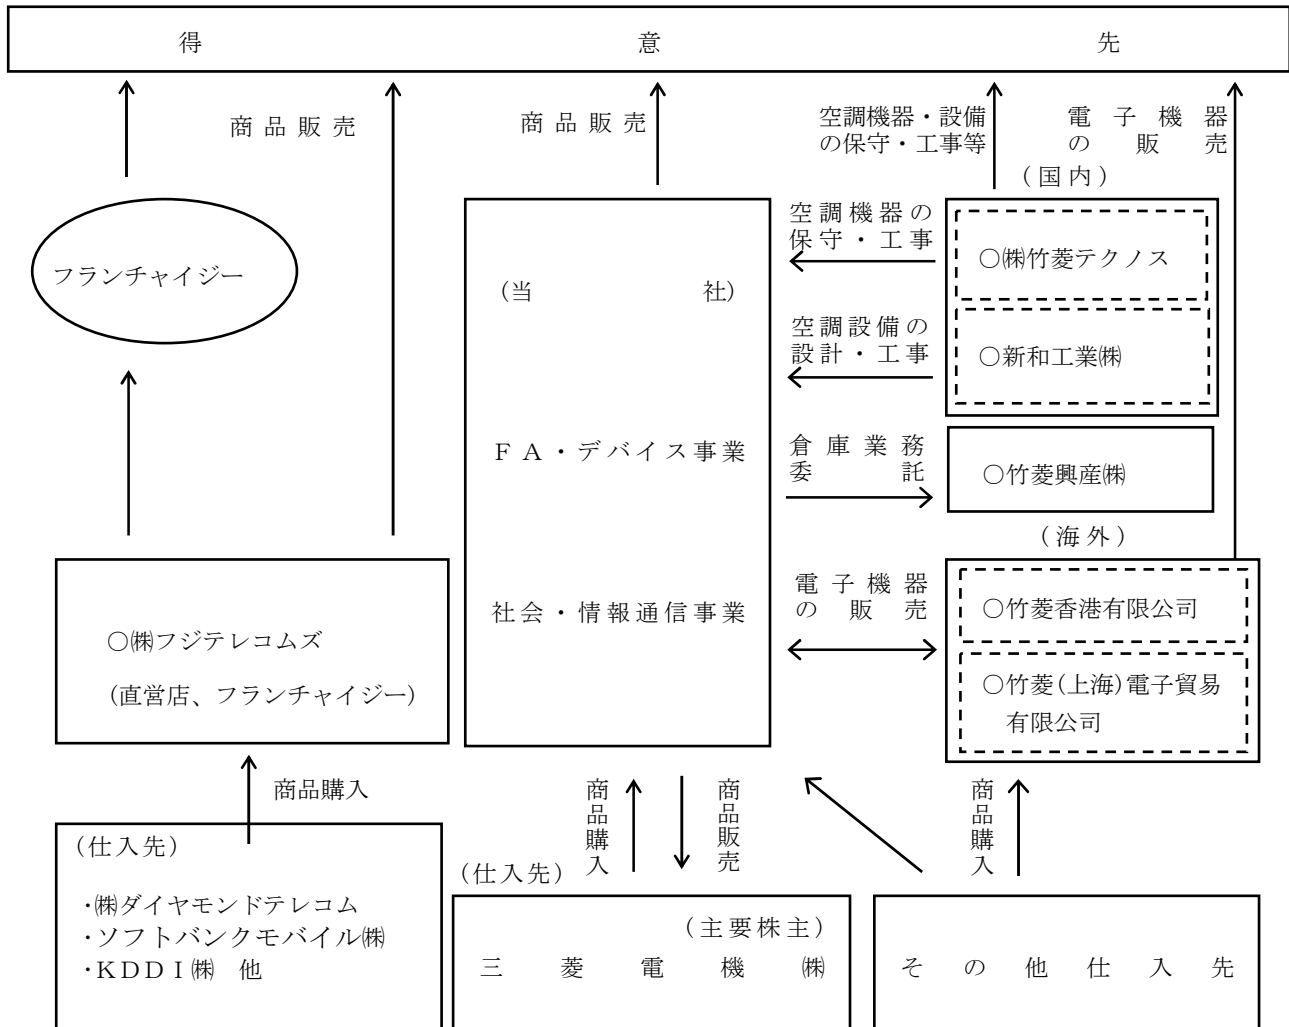 得意先
商品販売
商品販売
空調機器・設備
の保守・工事等
電子機器
の販売
(国内)
フランチャイジー
(当社)
ＦＡ・デバイス事業
社会・情報通信事業
空調機器の
保守・工事
○㈱竹菱テクノス
空調設備の
設計・工事
○新和工業㈱
倉庫業務
委託
○竹菱興産㈱
(海外)
電子機器
の販売
○竹菱香港有限公司
○竹菱(上海)電子貿易
有限公司
○㈱フジテレコムズ
(直営店、フランチャイジー)
商品購入
商品購入
商品販売
商品購入
(仕入先)
・㈱ダイヤモンドテレコム
・ソフトバンクモバイル㈱
・ＫＤＤＩ㈱　他
(仕入先)
(主要株主)
三菱電機㈱
その他仕入先